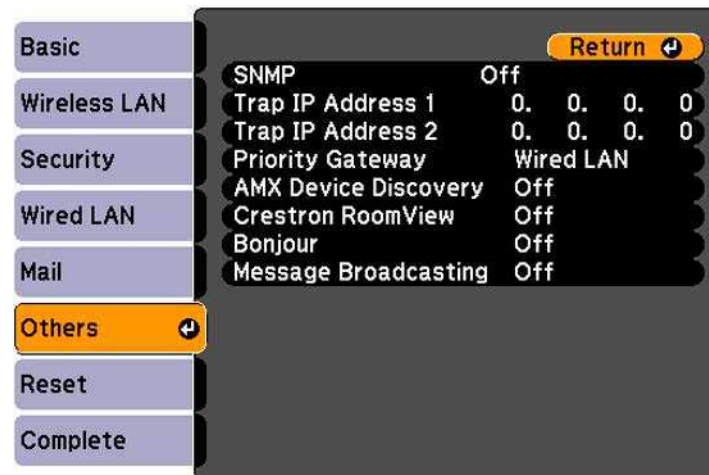 Basic
Wireless LAN
Security
Wired LAN
Mail
Others
Reset
Complete
Return
SNMP Off
Trap IP Address 1 0. 0. 0. 0
Trap IP Address 2 0. 0. 0. 0
Priority Gateway Wired LAN
AMX Device Discovery Off
Crestron RoomView Off
Bonjour Off
Message Broadcasting Off